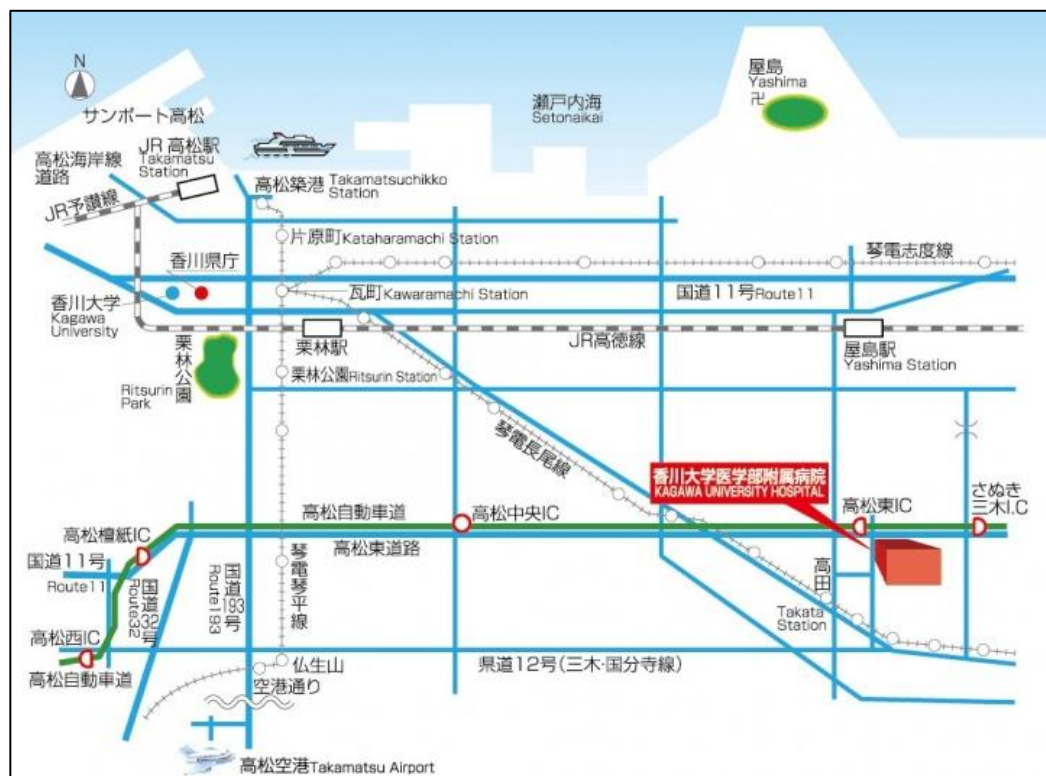 N
屋島
Yashima
卍
サンポート高松
瀬戸内海
Setonaikai
JR 高松駅
Takamatsu
Station
高松海岸線
道路
高松築港 Takamatsuchikko
Station
JR予讃線
片原町 Kataharamachi Station
琴電志度線
香川県庁
香川大学
Kagawa
University
瓦町 Kawaramachi Station
国道11号 Route11
栗林駅
JR高徳線
屋島駅
Yashima Station
栗林公園
Ritsurin
Park
栗林公園 Ritsurin Station
琴電長尾線
香川大学医学部附属病院
KAGAWA UNIVERSITY HOSPITAL
さぬき
三木I.C
高松自動車道
高松中央IC
高松東IC
高松檀紙IC
高松東道路
国道11号
Route11
国道32号
Route32
国道193号
Route193
琴電琴平線
高田
Takata
Station
高松西IC
高松自動車道
仏生山
県道12号(三木・国分寺線)
空港通り
高松空港 Takamatsu Airport